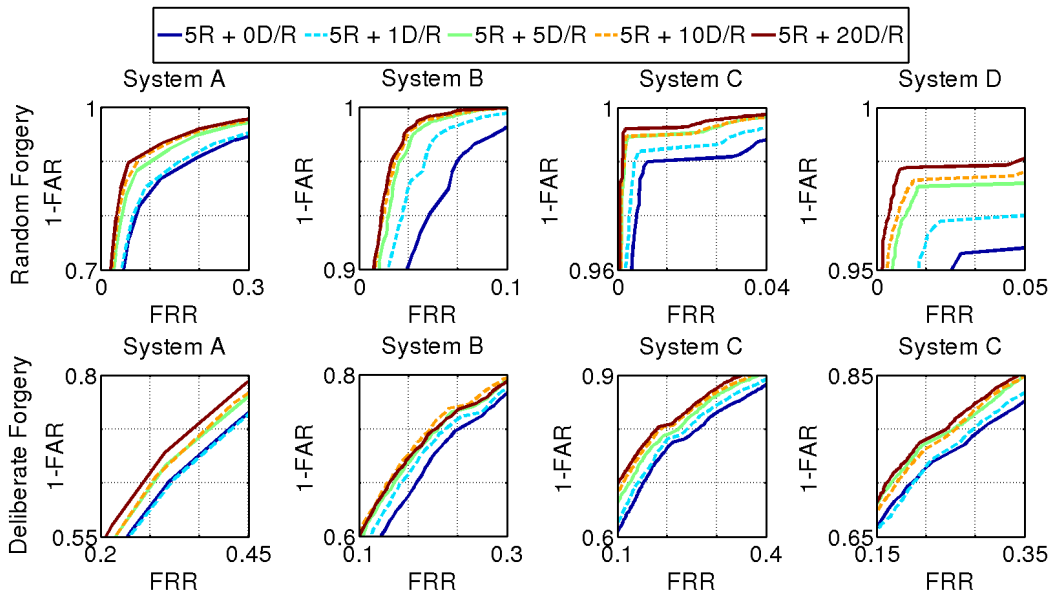 5R + 0D/R 5R + 1D/R 5R + 5D/R 5R + 10D/R 5R + 20D/R
System A System B System C System D
Random Forgery
1-FAR 1-FAR 1-FAR 1-FAR
1 1 1 1
0.7 0.9 0.96 0.95
0 0.3 0 0.1 0 0.04 0 0.05
FRR FRR FRR FRR
System A System B System C System C
Deliberate Forgery
1-FAR 1-FAR 1-FAR 1-FAR
0.8 0.8 0.9 0.85
0.55 0.6 0.6 0.65
0.2 0.45 0.1 0.3 0.1 0.4 0.15 0.35
FRR FRR FRR FRR